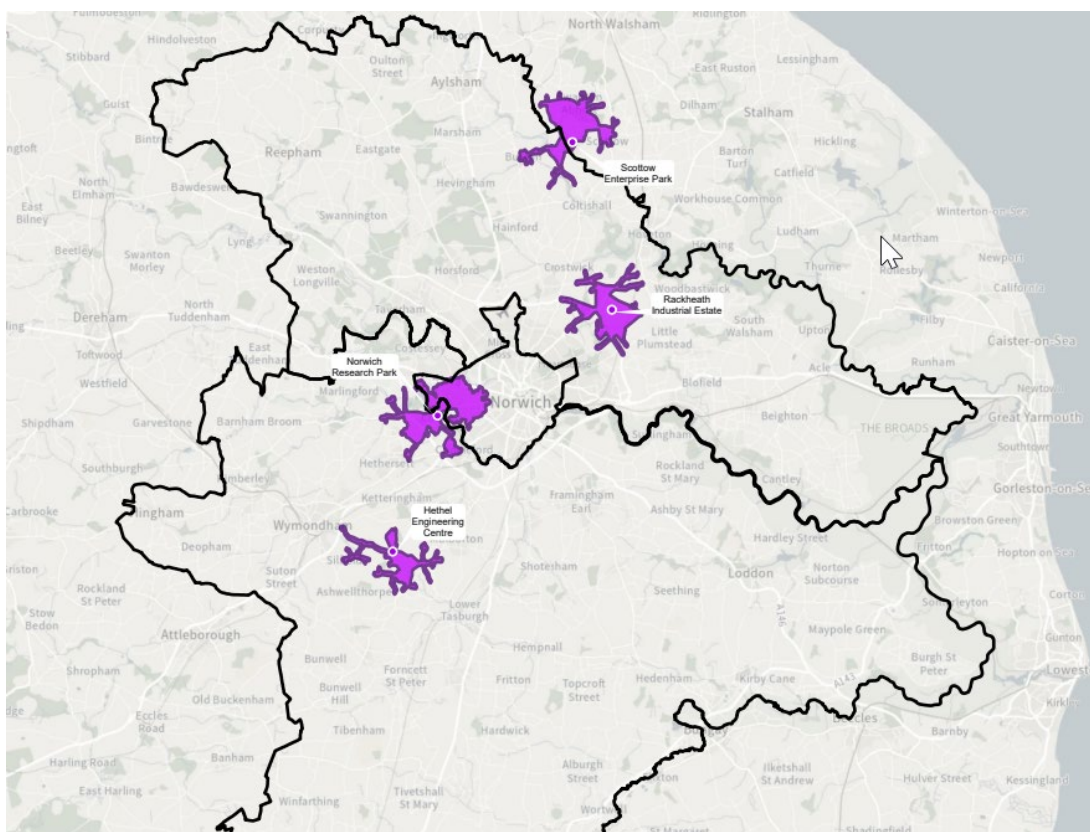 North Walsham
Ridlington
Hindolveston
Lessingham
Stibbard
Oulton
Street
East Ruston
Aylsham
Guist
Dilham
Stalham
Marsham
Hickling
Reepham
Eastgate
Barton
Turf
Catfield
Scottow
Enterprise Park
Hevingham
North
Elmham
Bawdeswell
Workhouse Common
East
Bilney
Swannington
Coltishall
Winterton-on-Sea
Hainford
Ludham
Martham
Beetley
Swanton
Morley
Weston
Longville
Horsford
Crostwick
Thurne
Newport
Woodbastwick
California
Rackheath
Industrial Estate
Dereham
North
Tuddenham
South
Walsham
Upton
Filby
Little
Plumstead
Caister-on-Sea
Toftwood
East
Costessey
Norwich
Research Park
Acle
Runham
Westfield
Marlingford
Blofield
Newtown
Norwich
Shipdham
Garvestone
Barnham Broom
Beighton
THE BROADS
Great Yarmouth
Southtown
Hethersett
Southburgh
Rockland
St Mary
Cantley
Gorleston-on-Sea
Ketteringham
Carbrooke
Hethel
Engineering
Centre
Framingham
Earl
Ashby St Mary
Browston Green
Wymondham
Hardley Street
Fritton
Hopton on Sea
Deopham
Suton
Street
Shotesham
Loddon
Norton
Subcourse
Rockland
St Peter
Ashwellthorpe
Seething
Corton
Stow
Bedon
Lower
Tasburgh
A146
Attleborough
Maypole Green
Gunton
Hempnall
Shropham
Bunwell
Forncett
St Peter
Burgh St
Peter
Fritton
Topcroft
Street
Hedenham
Kirby Cane
A143
Old Buckenham
Bunwell
Hill
Eccles
Road
Tibenham
Hardwick
Barnby
Banham
Harling Road
Alburgh
Street
Ilketshall
St Andrew
Hulver Street
Kessingland
East Harling
Winfarthing
Tivetshall
St Mary